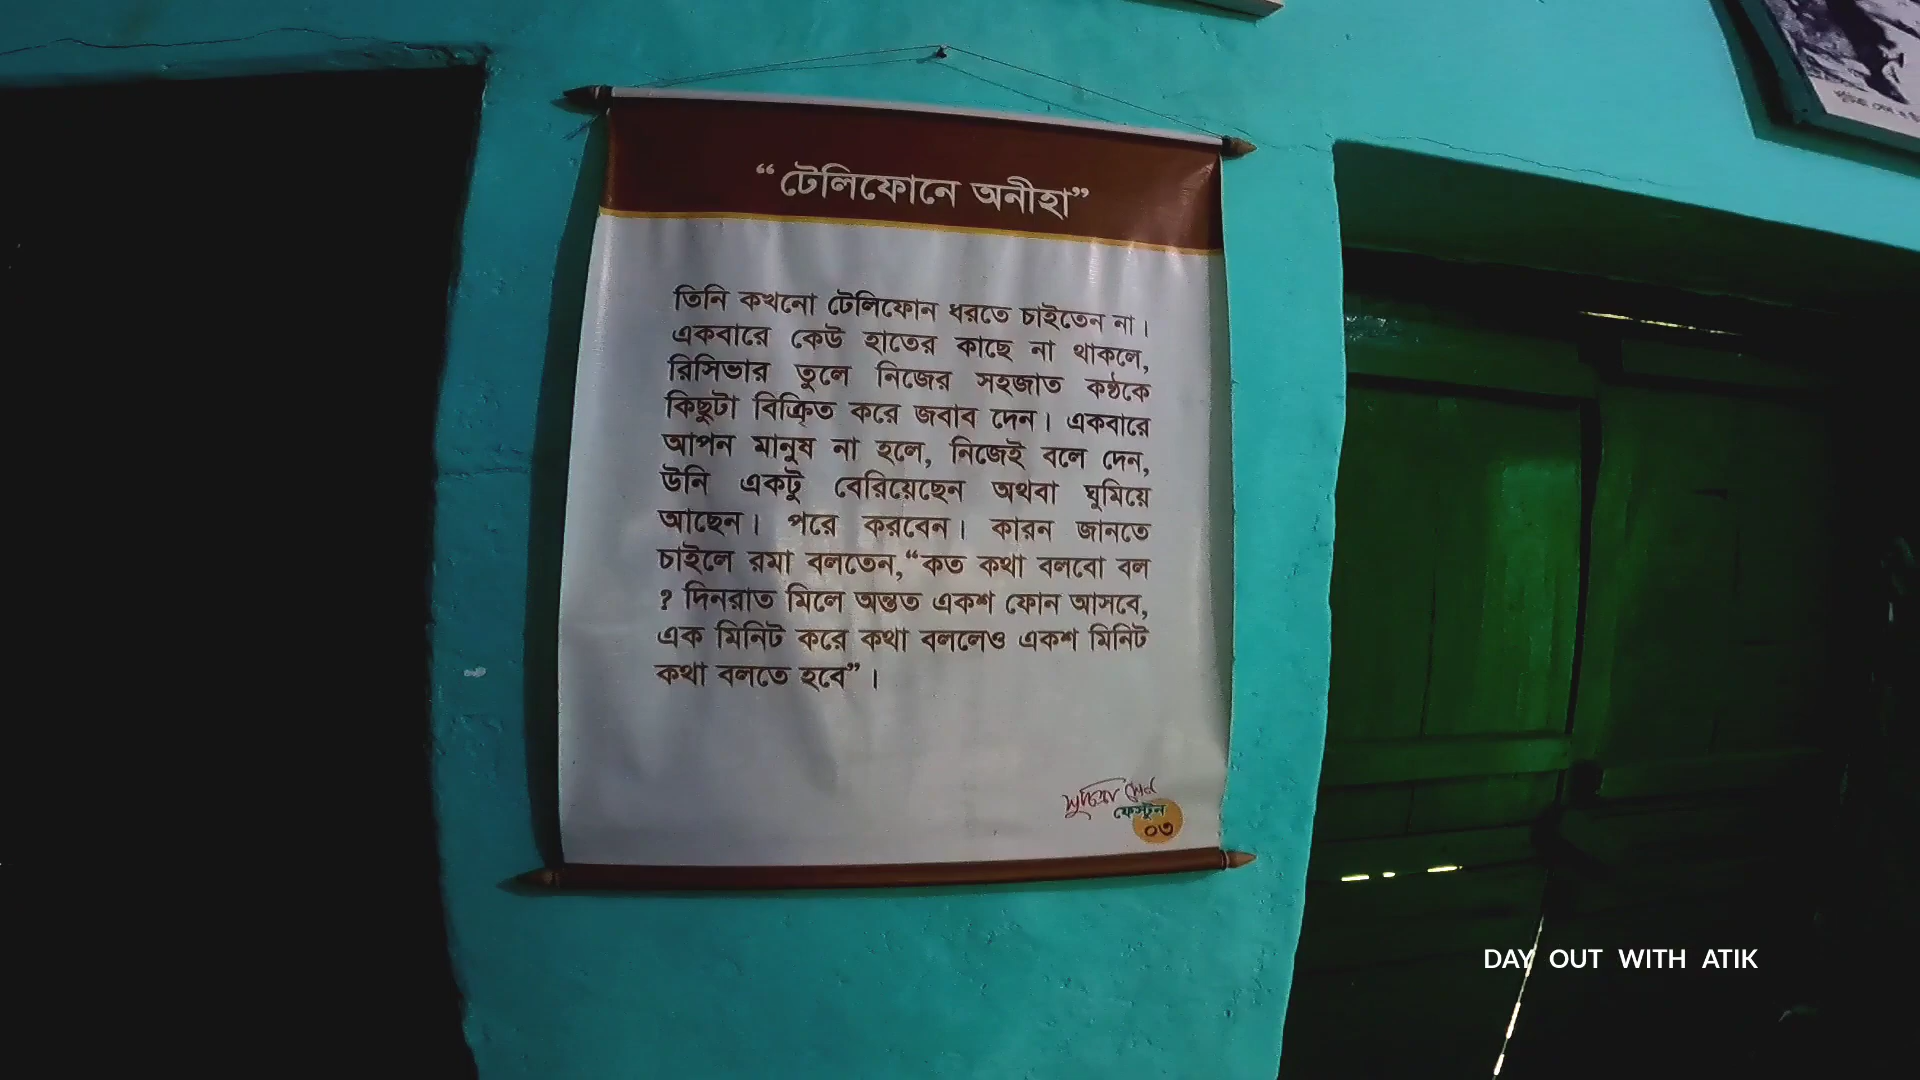 “টেলিফোনে অনীহা”
তিনি কখনো টেলিফোন ধরতে চাইতেন না।
একবারে কেউ হাতের কাছে না থাকলে,
রিসিভার তুলে নিজের সহজাত কণ্ঠকে
কিছুটা বিক্রিত করে জবাব দেন। একবারে
আপন মানুষ না হলে, নিজেই বলে দেন,
উনি একটু বেরিয়েছেন অথবা ঘুমিয়ে
আছেন। পরে করবেন। কারন জানতে
চাইলে রমা বলতেন,“কত কথা বলবো বল
? দিনরাত মিলে অন্তত একশ ফোন আসবে,
এক মিনিট করে কথা বললেও একশ মিনিট
কথা বলতে হবে”।
সুচিত্রা সেন
ফেস্টুন
০৩
DAY OUT WITH ATIK